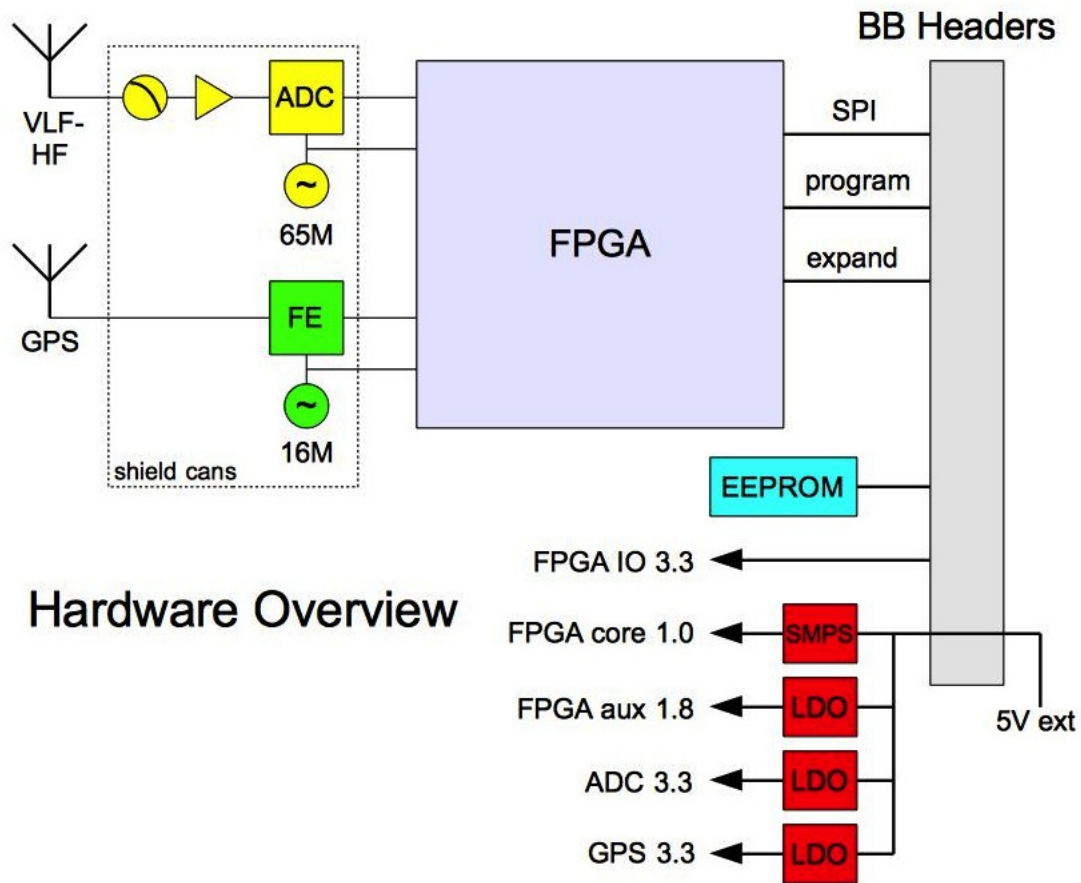 BB Headers
VLF-
HF
ADC
~
65M
GPS
FE
~
16M
shield cans
FPGA
SPI
program
expand
EEPROM
Hardware Overview
FPGA IO 3.3
FPGA core 1.0
SMPS
FPGA aux 1.8
LDO
5V ext
ADC 3.3
LDO
GPS 3.3
LDO